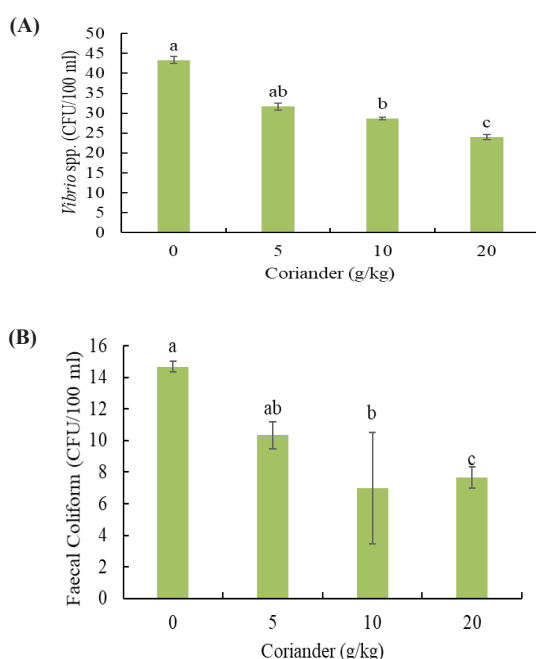 (A)
Vibrio spp. (CFU/100 ml)
50
45
40
35
30
25
20
15
10
5
0
a
ab
b
c
0 5 10 20
Coriander (g/kg)
(B)
Faecal Coliform (CFU/100 ml)
16
14
12
10
8
6
4
2
0
a
ab
b
c
0 5 10 20
Coriander (g/kg)